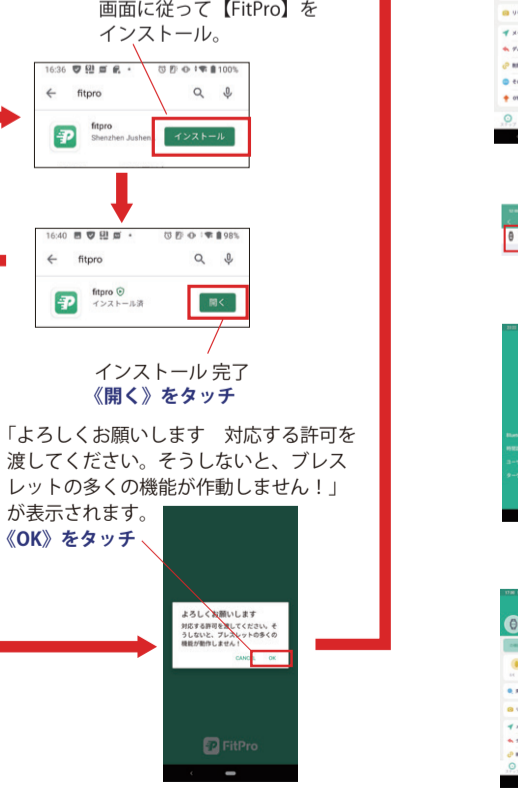 画面に従って【FitPro】を
インストール。
16:36 100%
fitpro
fitpro
Shenzhen Jushen
インストール
16:40 98%
fitpro
fitpro
インストール済
開く
インストール 完了
《開く》をタッチ
「よろしくお願いします 対応する許可を
渡してください。そうしないと、ブレス
レットの多くの機能が作動しません！」
が表示されます。
《OK》をタッチ
よろしくお願いします
対応する許可を渡してください。そ
うしないと、ブレスレットの多くの
機能が動作しません！
CANCEL OK
FitPro